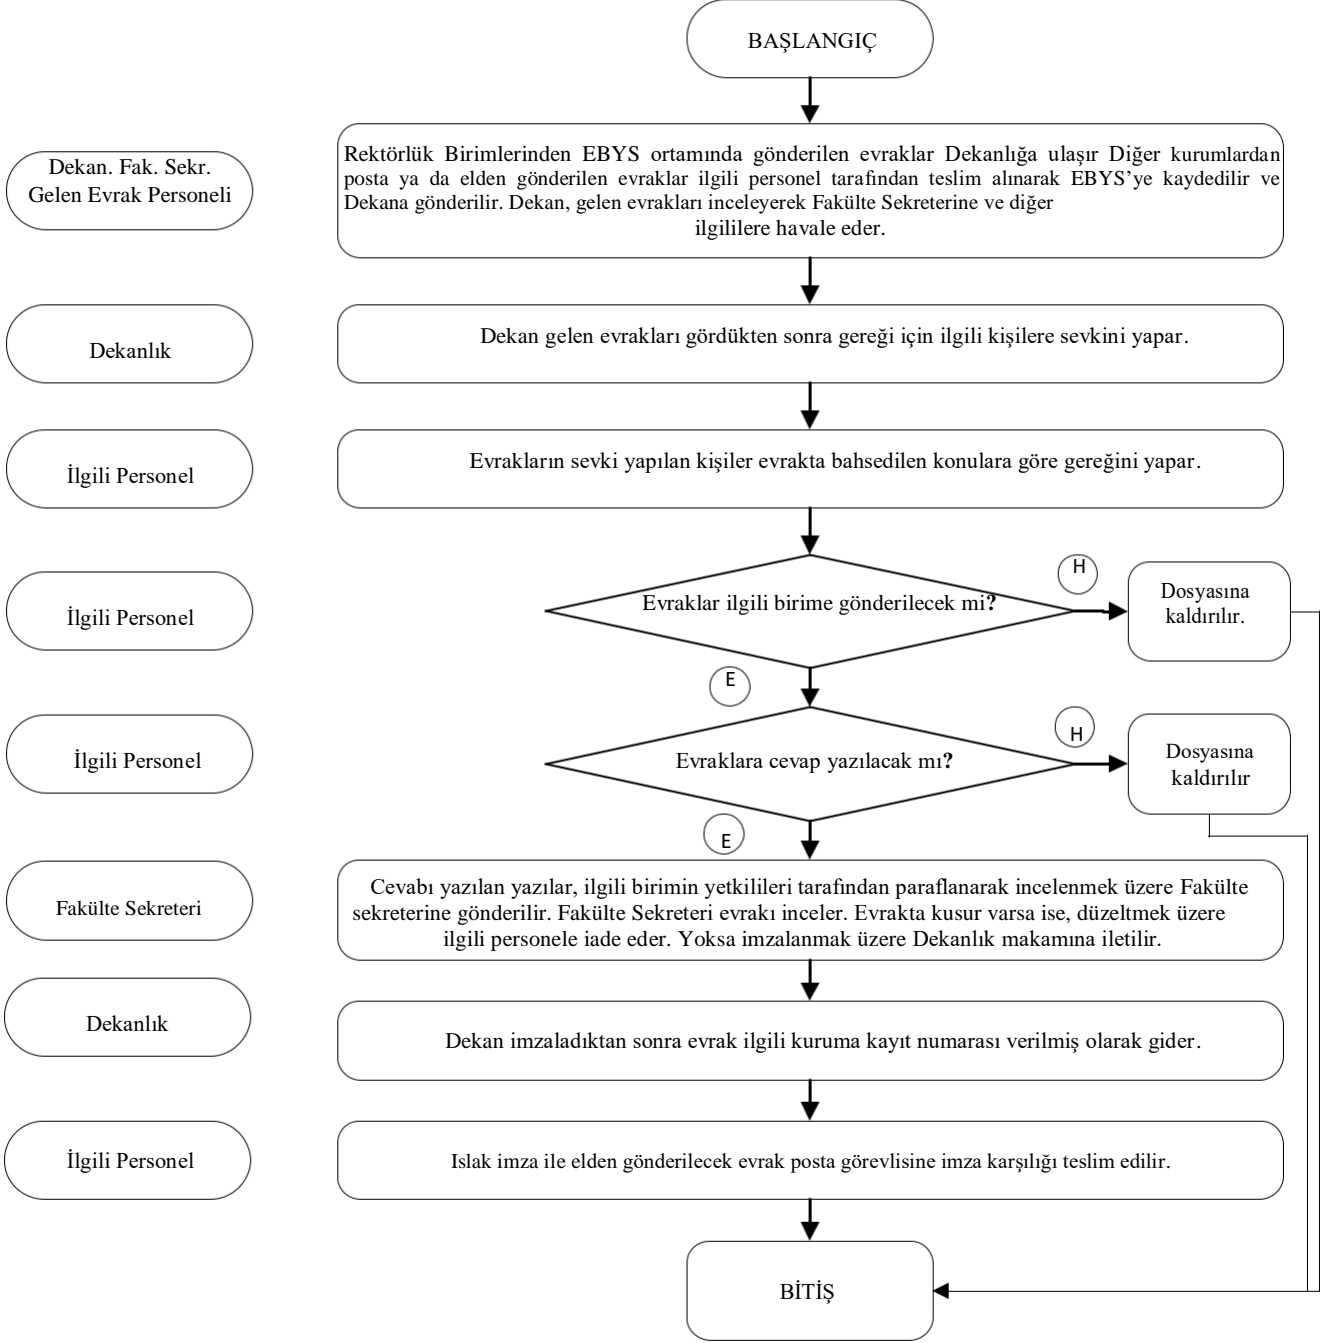 BAŞLANGIÇ
Dekan. Fak. Sekr.
Gelen Evrak Personeli
Rektörlük Birimlerinden EBYS ortamında gönderilen evraklar Dekanlığa ulaşır Diğer kurumlardan
posta ya da elden gönderilen evraklar ilgili personel tarafından teslim alınarak EBYS’ye kaydedilir ve
Dekana gönderilir. Dekan, gelen evrakları inceleyerek Fakülte Sekreterine ve diğer
ilgililere havale eder.
Dekanlık
Dekan gelen evrakları gördükten sonra gereği için ilgili kişilere sevkini yapar.
İlgili Personel
Evrakların sevki yapılan kişiler evrakta bahsedilen konulara göre gereğini yapar.
İlgili Personel
Evraklar ilgili birime gönderilecek mi?
H
Dosyasına
kaldırılır.
E
İlgili Personel
Evraklara cevap yazılacak mı?
H
Dosyasına
kaldırılır
E
Fakülte Sekreteri
Cevabı yazılan yazılar, ilgili birimin yetkilileri tarafından paraflanarak incelenmek üzere Fakülte
sekreterine gönderilir. Fakülte Sekreteri evrakı inceler. Evrakta kusur varsa ise, düzeltmek üzere
ilgili personele iade eder. Yoksa imzalanmak üzere Dekanlık makamına iletilir.
Dekanlık
Dekan imzaladıktan sonra evrak ilgili kuruma kayıt numarası verilmiş olarak gider.
İlgili Personel
Islak imza ile elden gönderilecek evrak posta görevlisine imza karşılığı teslim edilir.
BİTİŞ